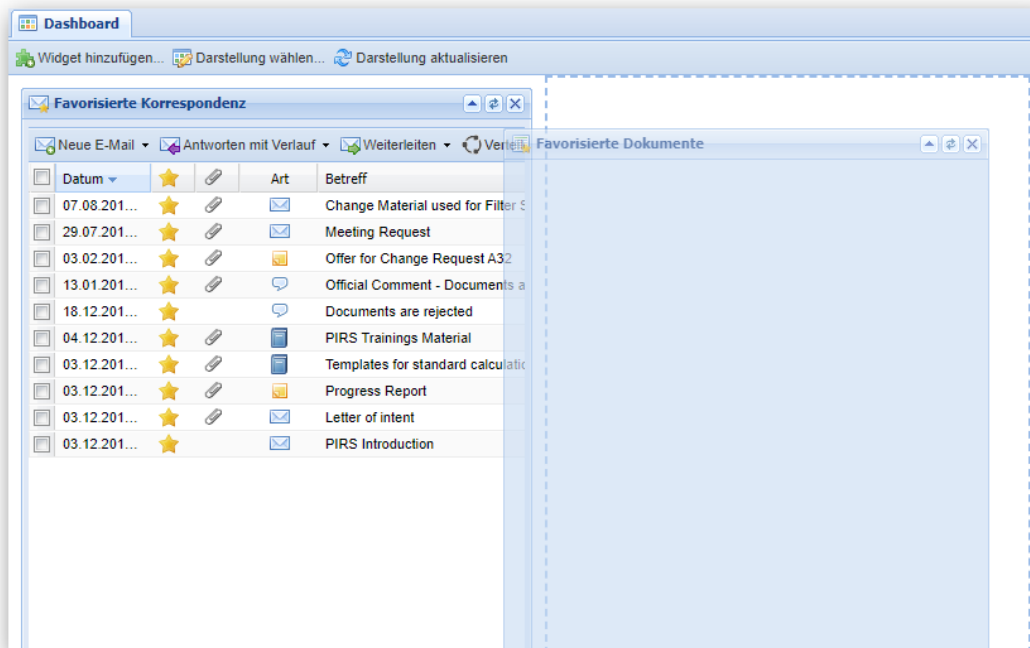 Dashboard
Widget hinzufügen... Darstellung wählen... Darstellung aktualisieren
Favorisierte Korrespondenz
Neue E-Mail Antworten mit Verlauf Weiterleiten
Favorisierte Dokumente
Datum Art Betreff
07.08.201... Change Material used for Filter S
29.07.201... Meeting Request
03.02.201... Offer for Change Request A32
13.01.201... Official Comment - Documents a
18.12.201... Documents are rejected
04.12.201... PIRS Trainings Material
03.12.201... Templates for standard calculatio
03.12.201... Progress Report
03.12.201... Letter of intent
03.12.201... PIRS Introduction